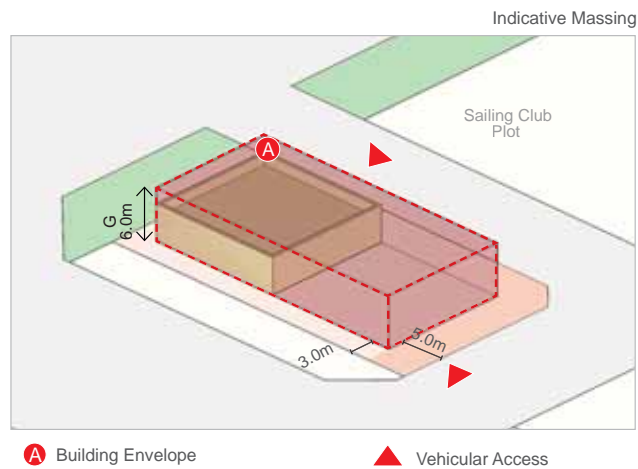 Indicative Massing
Sailing Club
Plot
A
G
6.0m
3.0m
5.0m
A Building Envelope
Vehicular Access